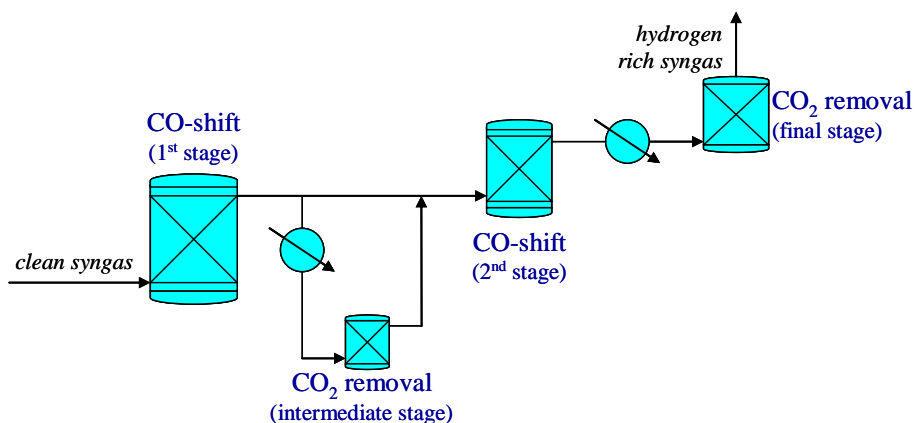 hydrogen
rich syngas
CO₂ removal
(final stage)
CO-shift
(1st stage)
clean syngas
CO-shift
(2nd stage)
CO₂ removal
(intermediate stage)